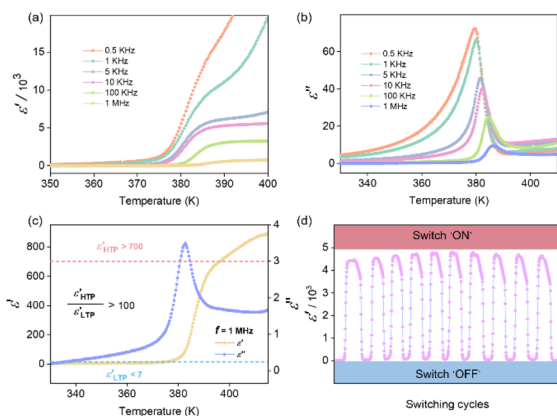 (a)
ε′ / 10³
15
10
5
0
0.5 KHz
1 KHz
5 KHz
10 KHz
100 KHz
1 MHz
350 360 370 380 390 400
Temperature (K)
(b)
ε″
60
40
20
0
0.5 KHz
1 KHz
5 KHz
10 KHz
100 KHz
1 MHz
340 360 380 400
Temperature (K)
(c)
ε′
800
600
400
200
0
ε′HTP > 700
ε′HTP
ε′LTP
> 100
f = 1 MHz
ε′
ε″
ε′LTP < 7
4
3
2
1
0
ε″
340 360 380 400
Temperature (K)
(d)
Switch 'ON'
ε′ / 10³
5
4
3
2
1
0
Switch 'OFF'
Switching cycles